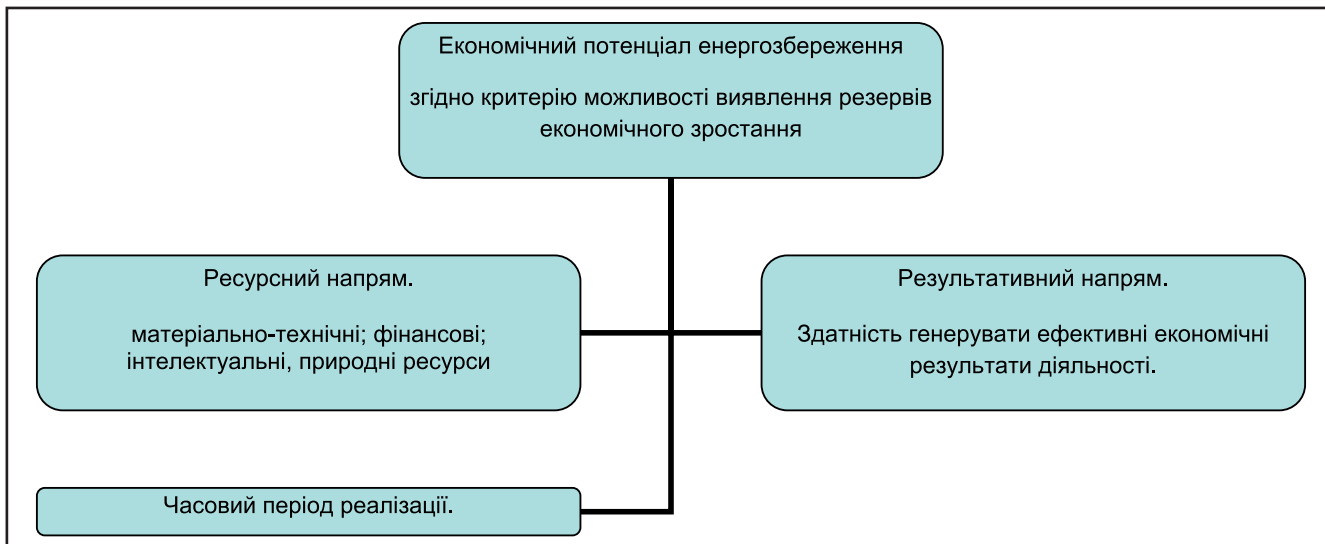 Економічний потенціал енергозбереження
згідно критерію можливості виявлення резервів
економічного зростання
Ресурсний напрям.
матеріально-технічні; фінансові;
інтелектуальні, природні ресурси
Результативний напрям.
Здатність генерувати ефективні економічні
результати діяльності.
Часовий період реалізації.